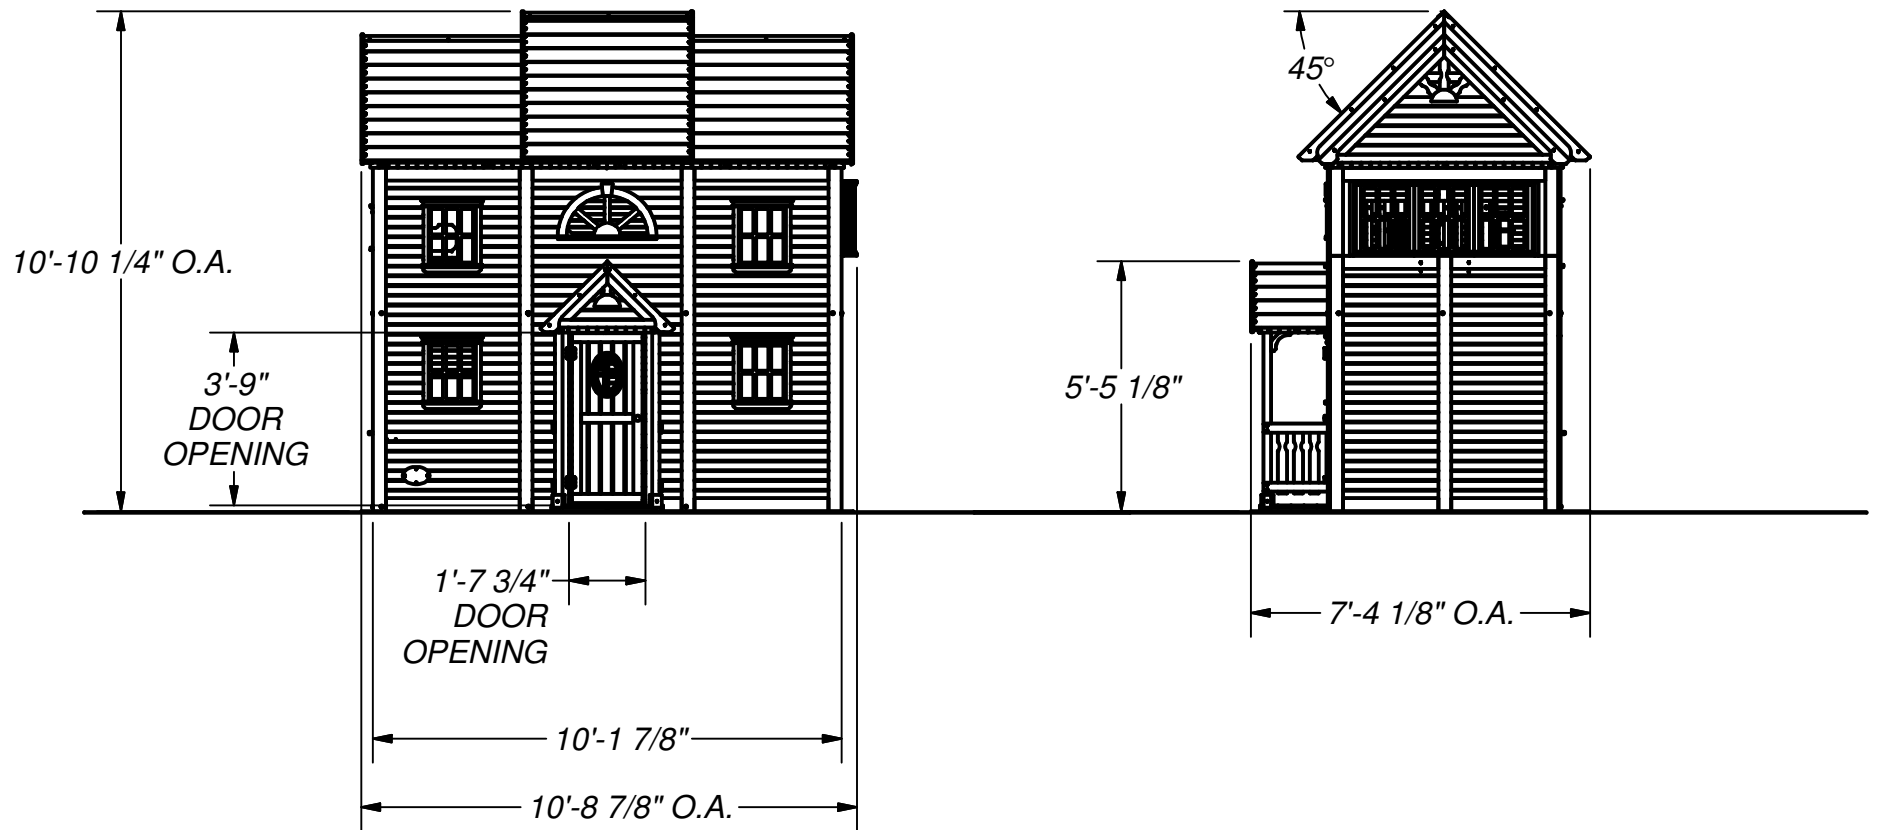 45°
10'-10 1/4" O.A.
3'-9"
DOOR
OPENING
5'-5 1/8"
1'-7 3/4"
DOOR
OPENING
7'-4 1/8" O.A.
10'-1 7/8"
10'-8 7/8" O.A.